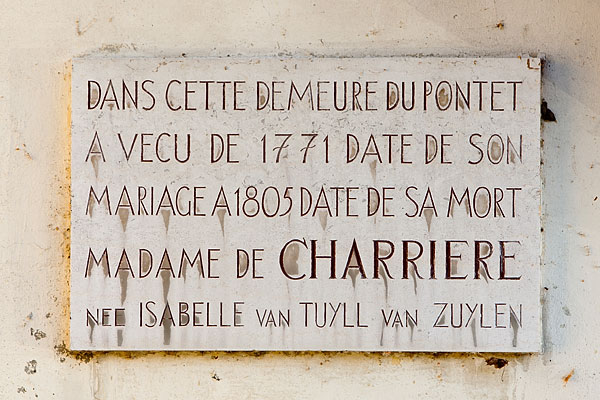 DANS CETTE DEMEURE DU PONTET
A VECU DE 1771 DATE DE SON
MARIAGE A 1805 DATE DE SA MORT
MADAME DE CHARRIERE
NEE ISABELLE VAN TUYLL VAN ZUYLEN